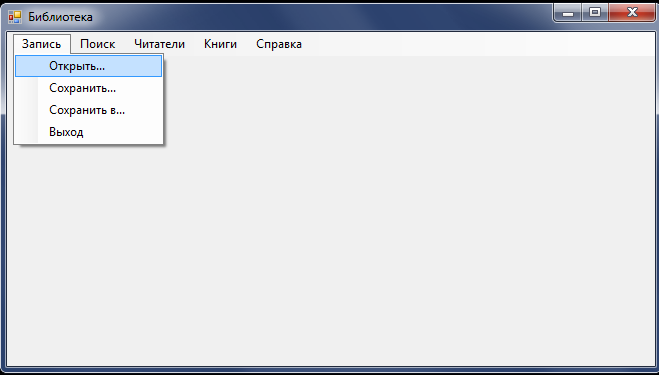 Библиотека
Запись Поиск Читатели Книги Справка
Открыть...
Сохранить...
Сохранить в...
Выход